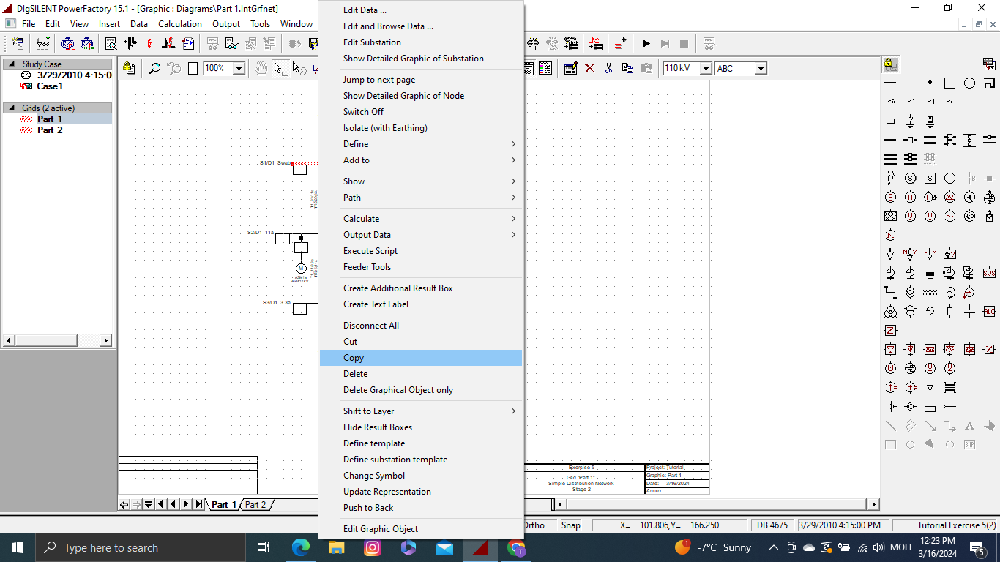 DIgSILENT PowerFactory 15.1 - [Graphic : Diagrams\Part 1.IntGrfnet]
File Edit View Insert Data Calculation Output Tools Window
Study Case
3/29/2010 4:15:0
Case1
Grids (2 active)
Part 1
Part 2
100%
110 kV
ABC
Edit Data ...
Edit and Browse Data ...
Edit Substation
Show Detailed Graphic of Substation
Jump to next page
Show Detailed Graphic of Node
Switch Off
Isolate (with Earthing)
Define
Add to
Show
Path
Calculate
Output Data
Execute Script
Feeder Tools
Create Additional Result Box
Create Text Label
Disconnect All
Cut
Copy
Delete
Delete Graphical Object only
Shift to Layer
Hide Result Boxes
Define template
Define substation template
Change Symbol
Update Representation
Push to Back
Edit Graphic Object
S1/D1. Swab
S2/D1 11a
M
ASM1a
S3/D1 3.3a
Exercise 5
Grid "Part 1"
Simple Distribution Network
Stage 2
Project: Tutorial
Graphic: Part 1
Date: 3/16/2024
Annex:
Part 1
Part 2
Ortho
Snap
X= 101.806,Y= 166.250
DB 4675
3/29/2010 4:15:00 PM
Tutorial Exercise 5(2)
Type here to search
1
-7°C Sunny
МОН
12:23 PM
3/16/2024
5